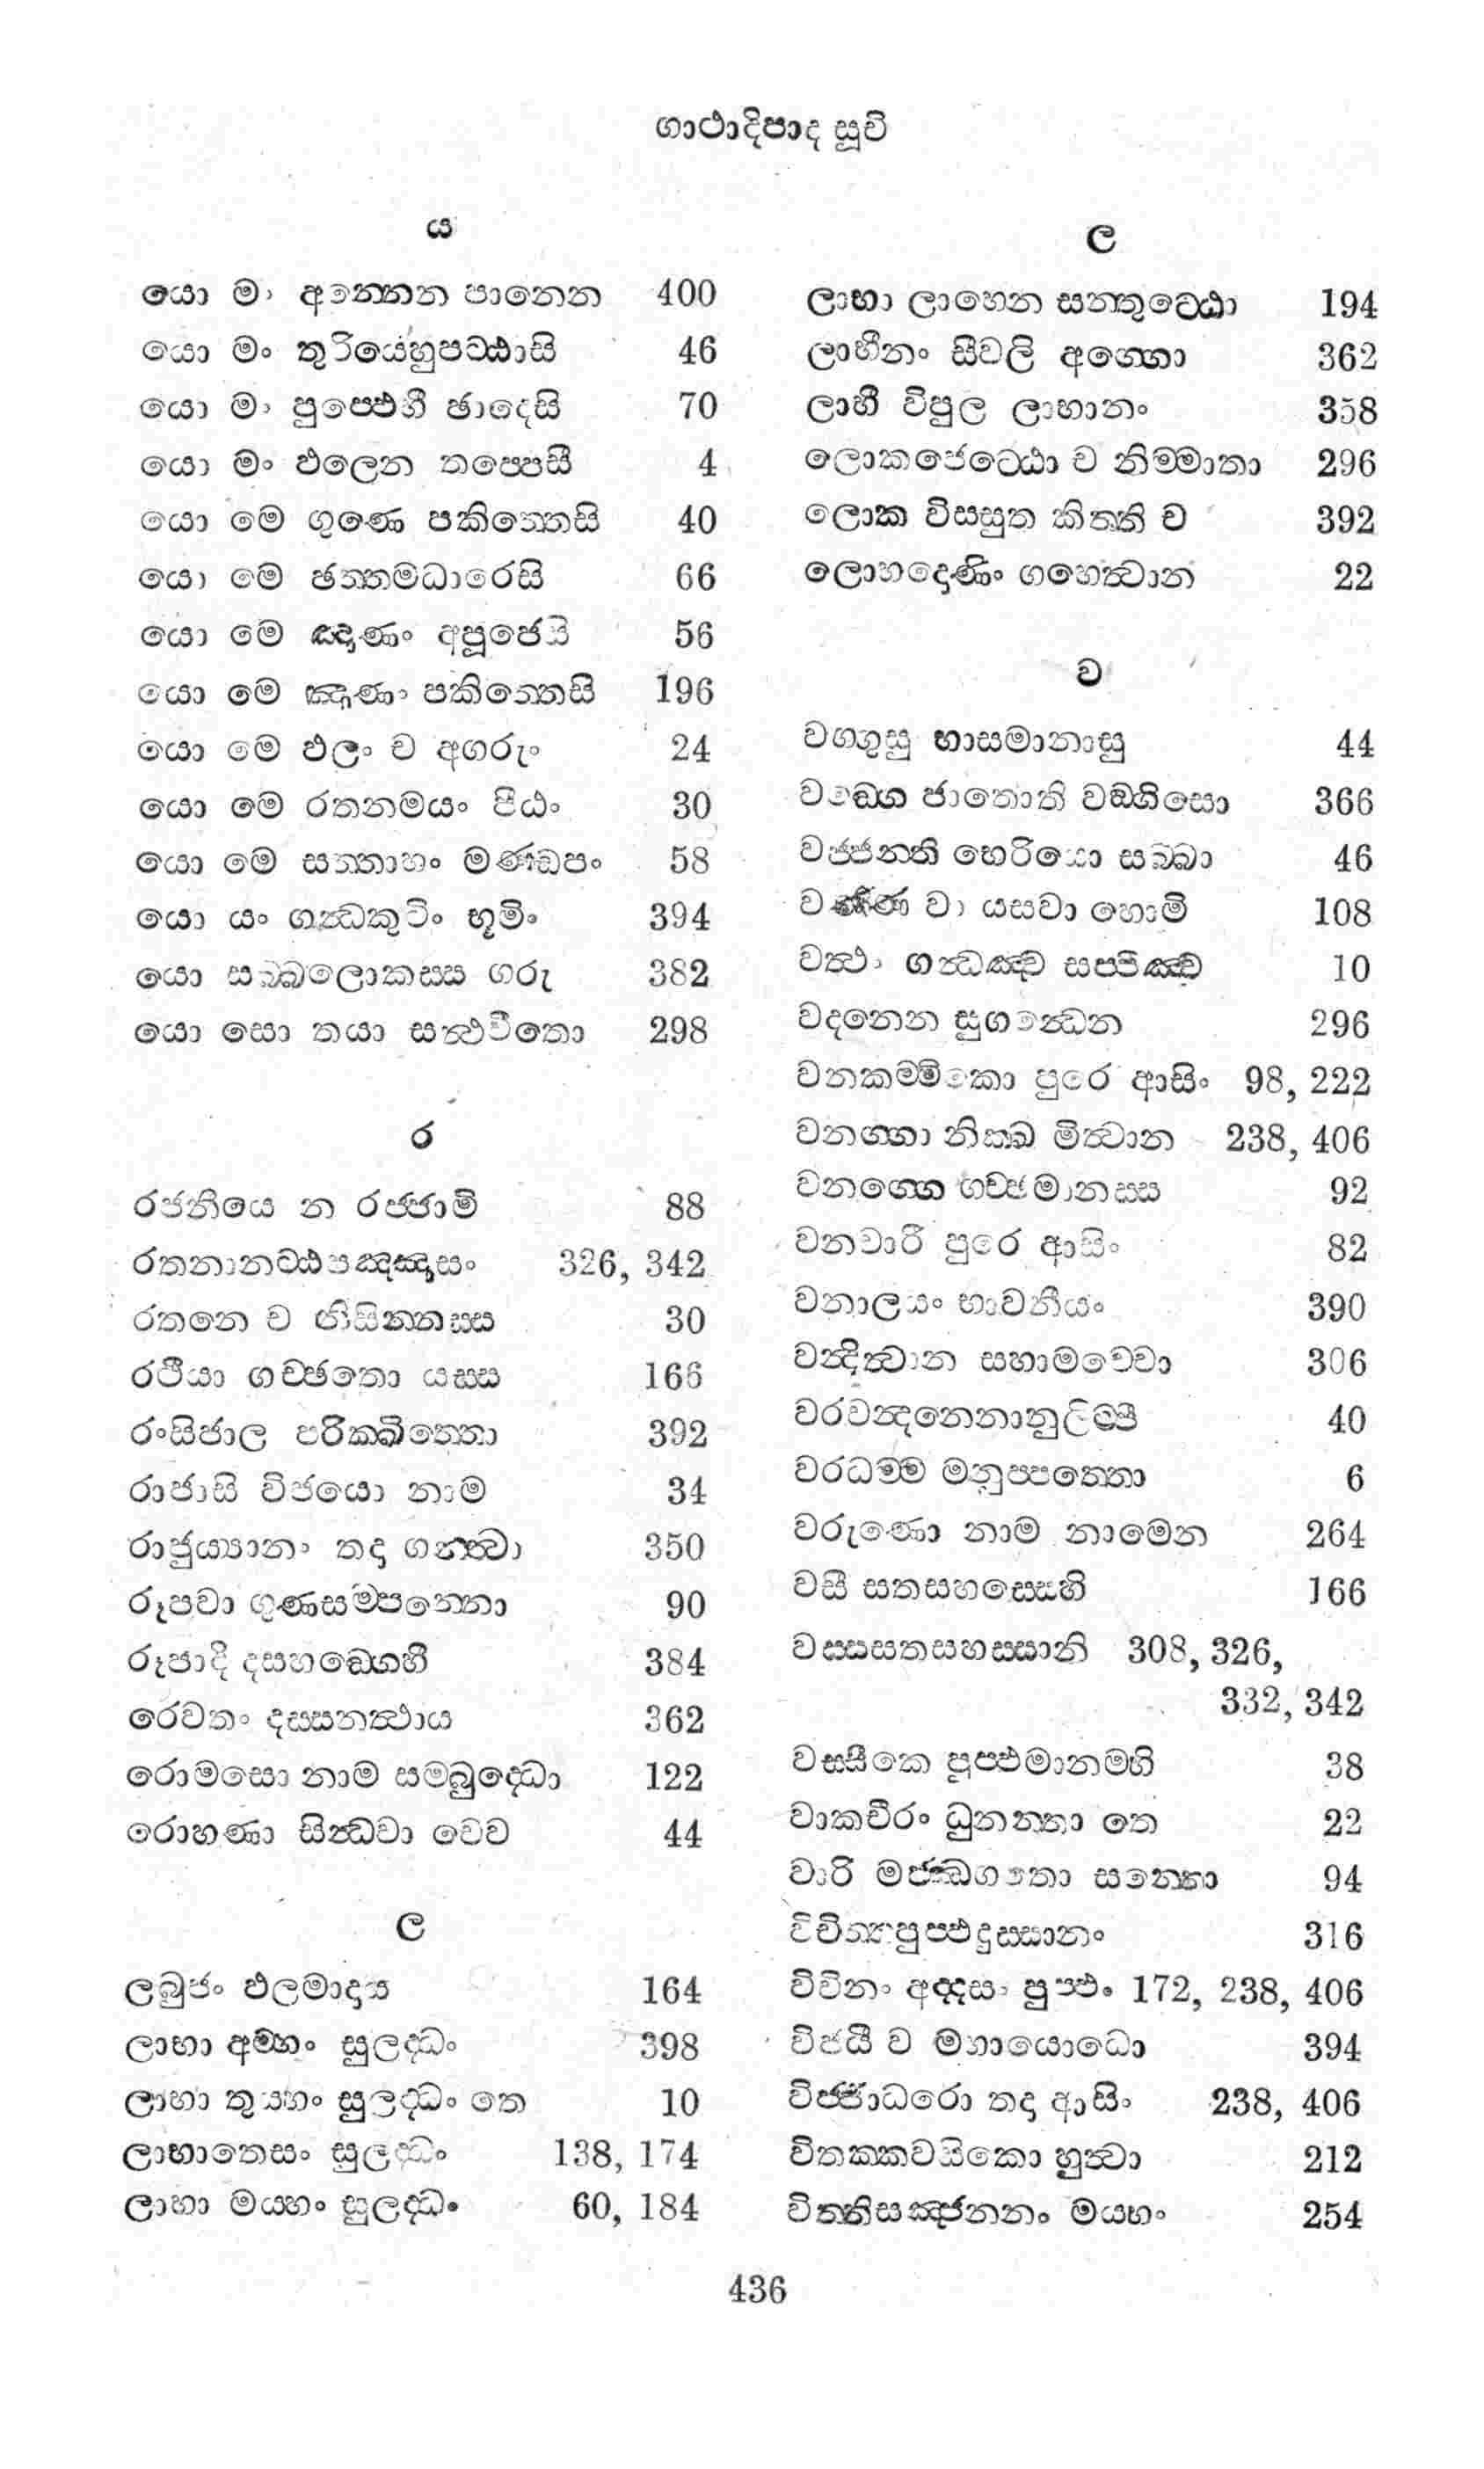 ගාථාදිපාද සූචි
ය
යො මං අන්නෙන පානෙන 400
යො මං තුරියෙහුපට්ඨාසි 46
යො මං පුප්ඵෙහී ඡාදෙසි 70
යො මං ඵලෙන තප්පෙසී 4
යො මෙ ගුණෙ පකිත්තෙසි 40
යො මෙ ඡත්තමධාරෙසි 66
යො මෙ ඤාණං අපූජෙයි 56
යො මෙ ඤාණං පකිත්තෙසි 196
යො මෙ ඵලං ච අගරුං 24
යො මෙ රතනමයං පීඨං 30
යො මෙ සත්තාහං මණ්ඩපං 58
යො යං ගන්ධකුටිං භූමිං 394
යො සබ්බලොකස්ස ගරු 382
යො සො තයා සන්ථවීතො 298
ර
රජනීයෙ න රජ්ජාමි 88
රතනානට්ඨපඤ්ඤාසං 326, 342
රතනෙ ච නිසින්නස්ස 30
රථියා ගච්ඡතො යස්ස 166
රංසිජාල පරික්ඛිත්තො 392
රාජාසි විජයො නාම 34
රාජුය්‍යානං තදා ගන්ත්වා 350
රූපවා ගුණසම්පන්නො 90
රූපාදි දසහඞ්ගෙහී 384
රෙවතං දස්සනත්ථාය 362
රොමසො නාම සම්බුද්ධො 122
රොහණා සින්ධවා චෙව 44
ල
ලබුජං ඵලමාදාය 164
ලාභා අම්හං සුලද්ධං 398
ලාභා තුය්හං සුලද්ධං තෙ 10
ලාභාතෙසං සුලද්ධං 138, 174
ලාභා මය්හං සුලද්ධං 60, 184
ල
ලාභා ලාහෙන සන්තුට්ඨො 194
ලාභීනං සීවලි අග්ගො 362
ලාභී විපුල ලාභානං 358
ලොකජෙට්ඨො ච නිම්මාතා 296
ලොක විස්සුත කිත්ති ච 392
ලොහදොණිං ගහෙත්වාන 22
ව
වග්ගුසු භාසමානාසු 44
වඞ්ගෙ ජාතොති වඞ්ගිසො 366
වජ්ජන්ති භෙරියො සබ්බා 46
වණ්ණවා යසවා හොමි 108
වත්ථං ගන්ධඤ්ච සප්පිඤ්ච 10
වදනෙන සුගන්ධෙන 296
වනකම්මිකො පුරෙ ආසිං 98, 222
වනග්ගා නික්ඛමිත්වාන 238, 406
වනග්ගෙ ගච්ඡමානස්ස 92
වනචාරී පුරෙ ආසිං 82
වනාලයං භාවනීයං 390
වන්දිත්වාන සහාමච්චො 306
වරචන්දනෙනානුලිම්පී 40
වරධම්මමනුප්පත්තො 6
වරුණො නාම නාමෙන 264
වසී සතසහස්සෙහි 166
වස්සසතසහස්සානි 308, 326,
332, 342
වස්සීකෙ පුප්ඵමානම්හි 38
වාකචීරං ධුනන්තා තෙ 22
වාරි මජ්ඣගතො සන්තො 94
විචිත්‍රපුප්ඵදුස්සානං 316
විචිනං අද්දසං පුප්ඵං 172, 238, 406
විජයී ව මහායොධො 394
විජ්ජාධරො තදා ආසිං 238, 406
විතක්කචරිකො හුත්වා 212
විත්තිසඤ්ජනනං මය්හං 254
436